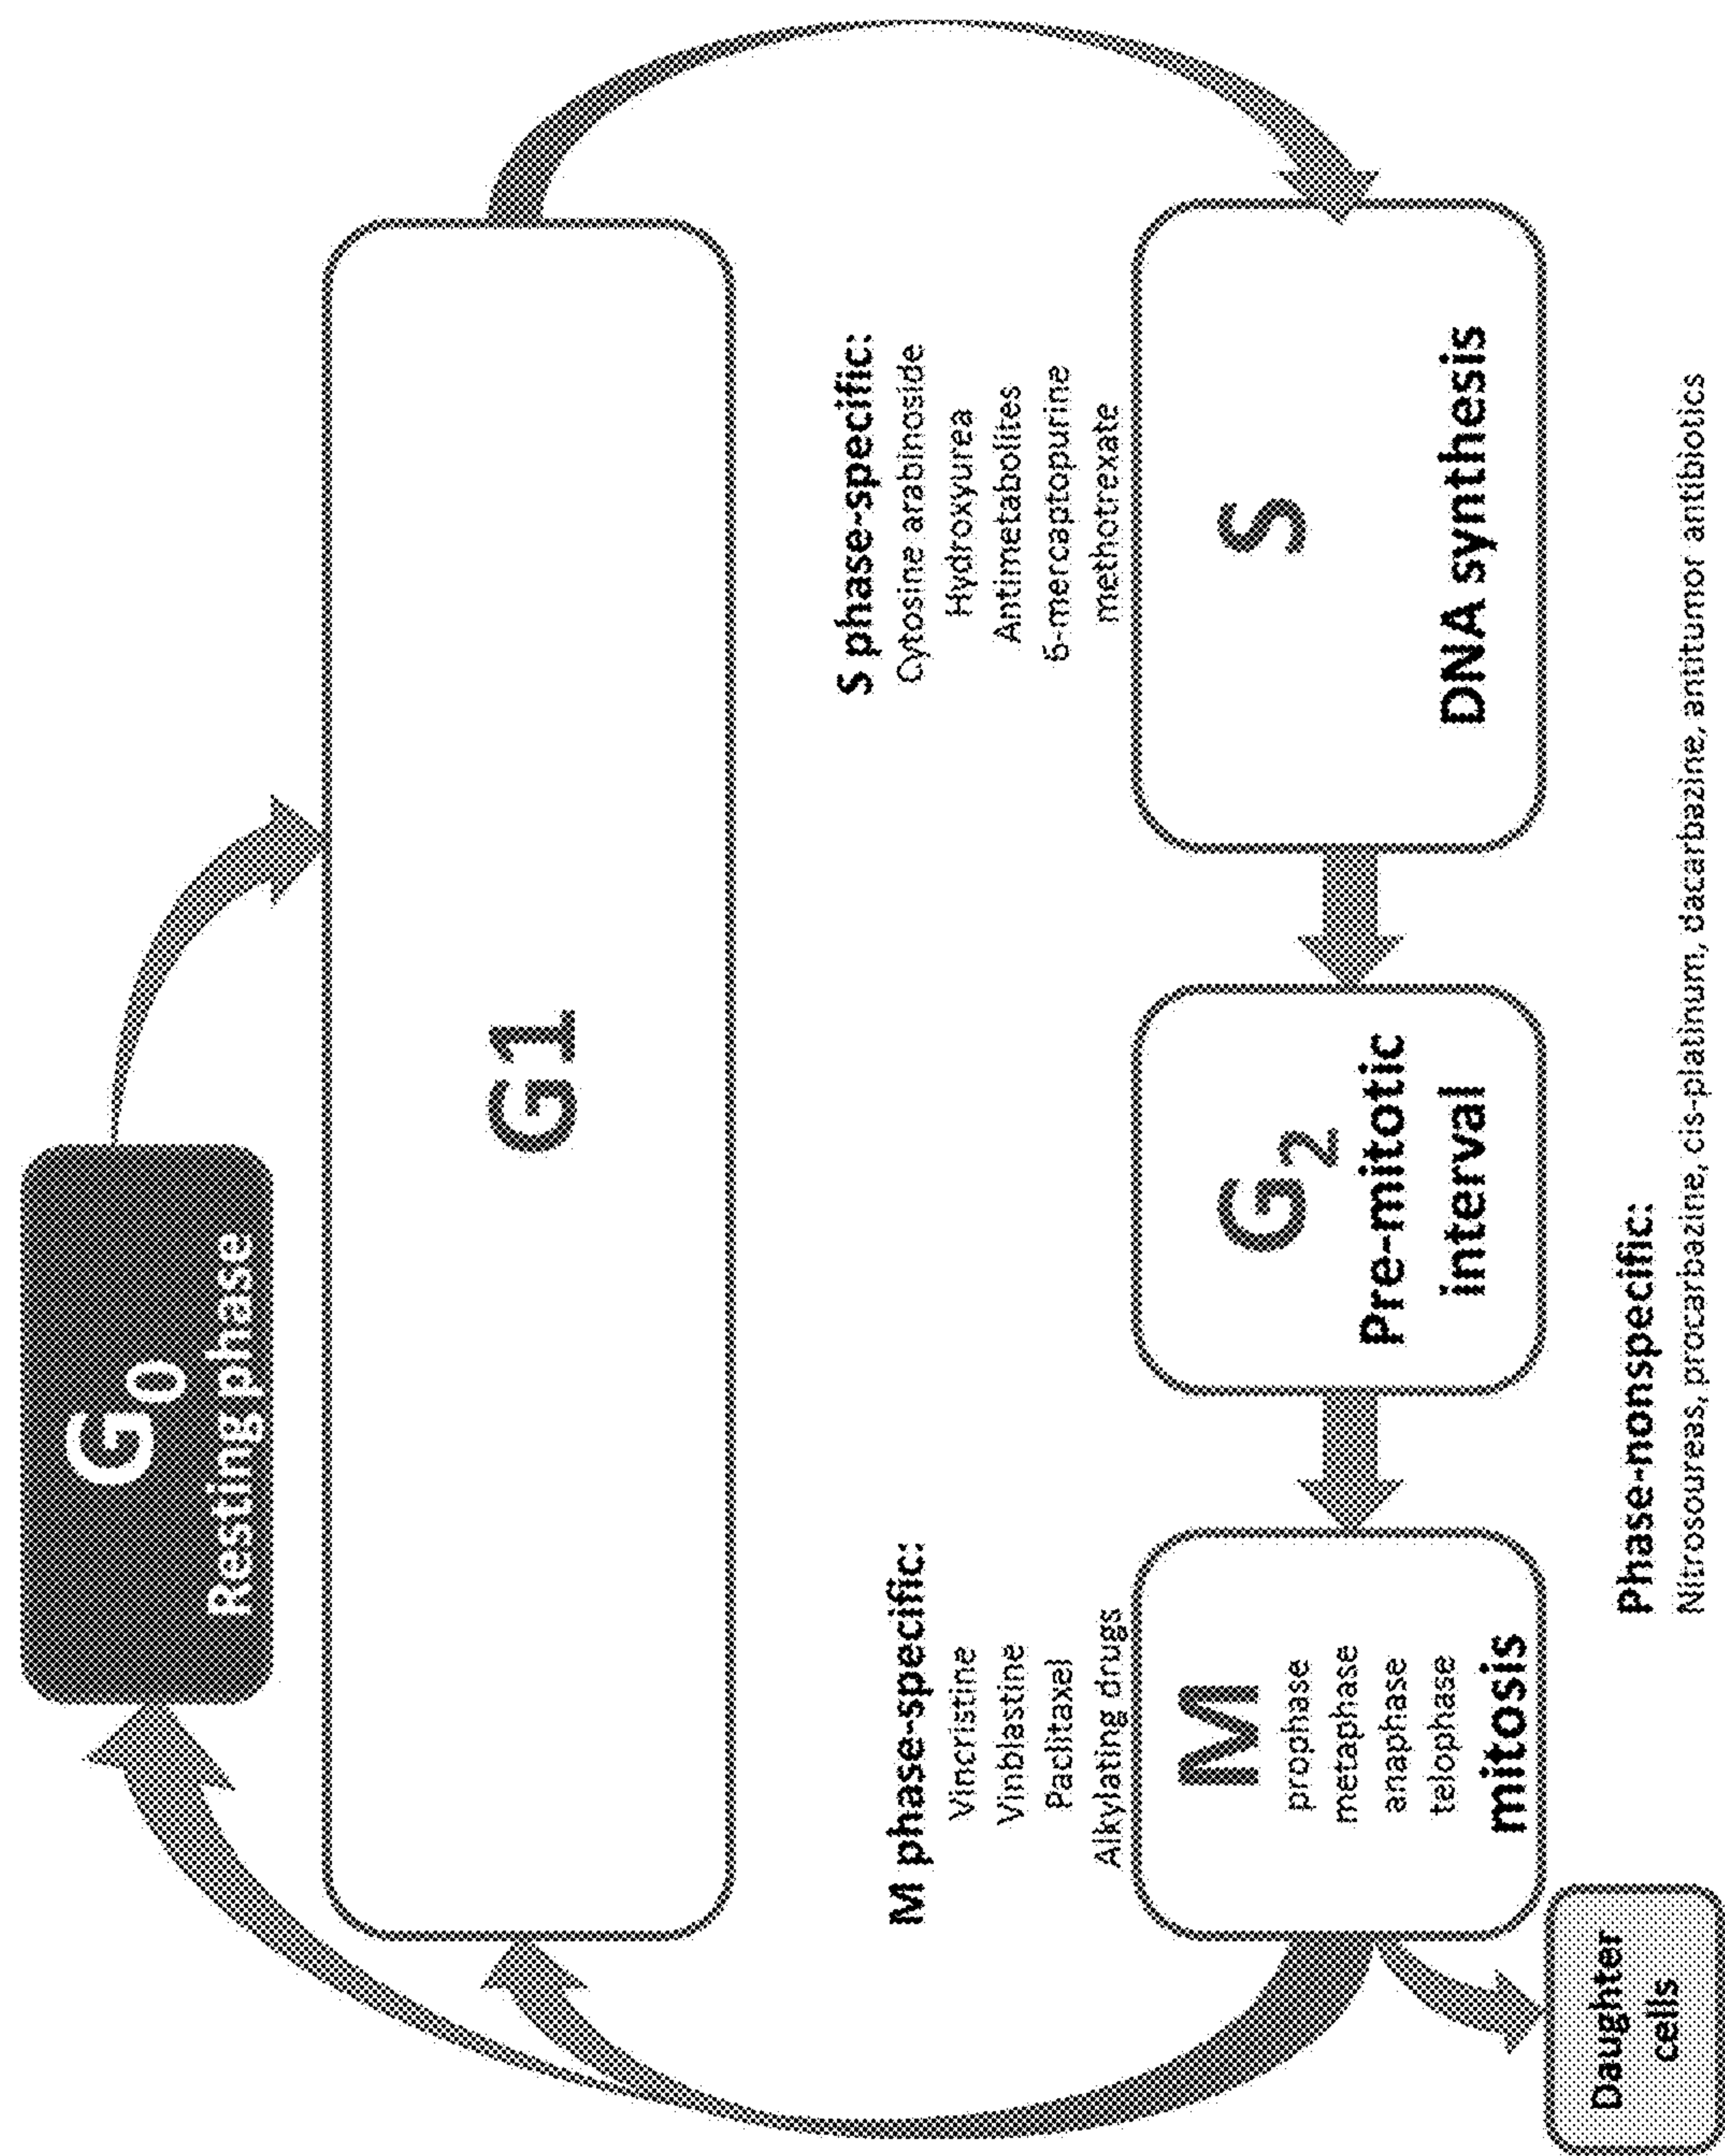 G0
Resting phase
G1
M phase-specific:
Vincristine
Vinblastine
Paclitaxel
Alkylating drugs
S phase-specific:
Cytosine arabinoside
Hydroxyurea
Antimetabolites
6-mercaptopurine
methotrexate
M
prophase
metaphase
anaphase
telophase
mitosis
G2
Pre-mitotic
interval
S
DNA synthesis
Daughter
cells
Phase-nonspecific:
Nitrosoureas, procarbazine, cis-platinum, dacarbazine, antitumor antibiotics